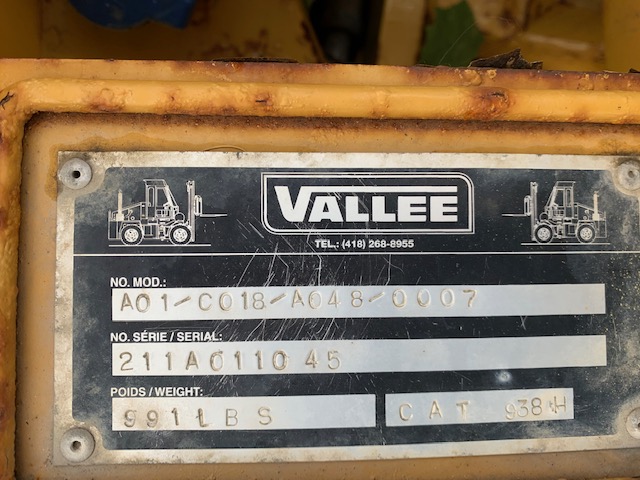 VALLEE
TEL.: (418) 268-8955
NO. MOD.:
A01/C018/A048/0007
NO. SÉRIE / SERIAL:
211A011045
POIDS / WEIGHT:
991LBS CAT 938H